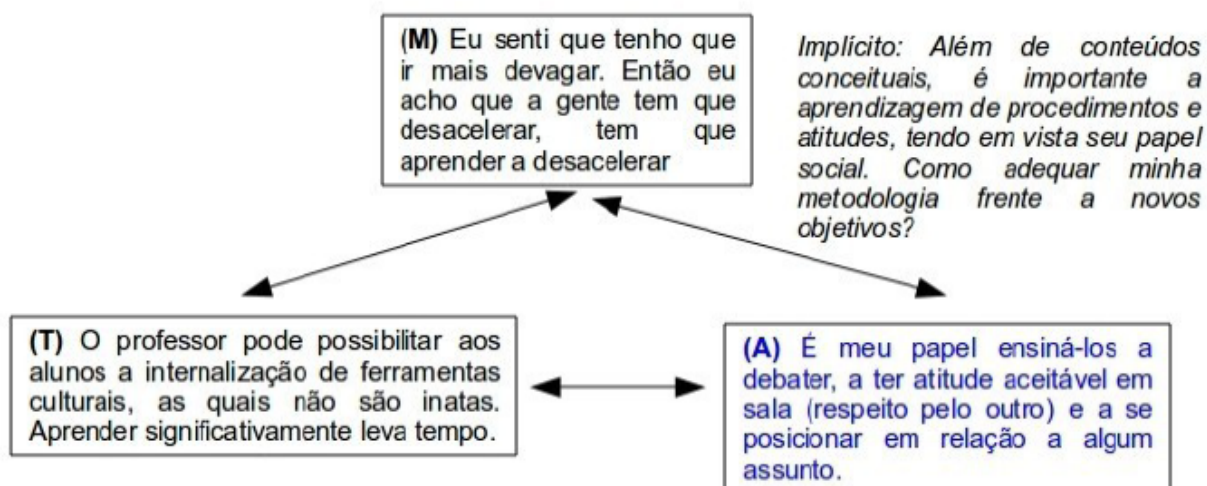 (M) Eu senti que tenho que
ir mais devagar. Então eu
acho que a gente tem que
desacelerar, tem que
aprender a desacelerar
Implícito: Além de conteúdos
conceituais, é importante a
aprendizagem de procedimentos e
atitudes, tendo em vista seu papel
social. Como adequar minha
metodologia frente a novos
objetivos?
(T) O professor pode possibilitar aos
alunos a internalização de ferramentas
culturais, as quais não são inatas.
Aprender significativamente leva tempo.
(A) É meu papel ensiná-los a
debater, a ter atitude aceitável em
sala (respeito pelo outro) e a se
posicionar em relação a algum
assunto.